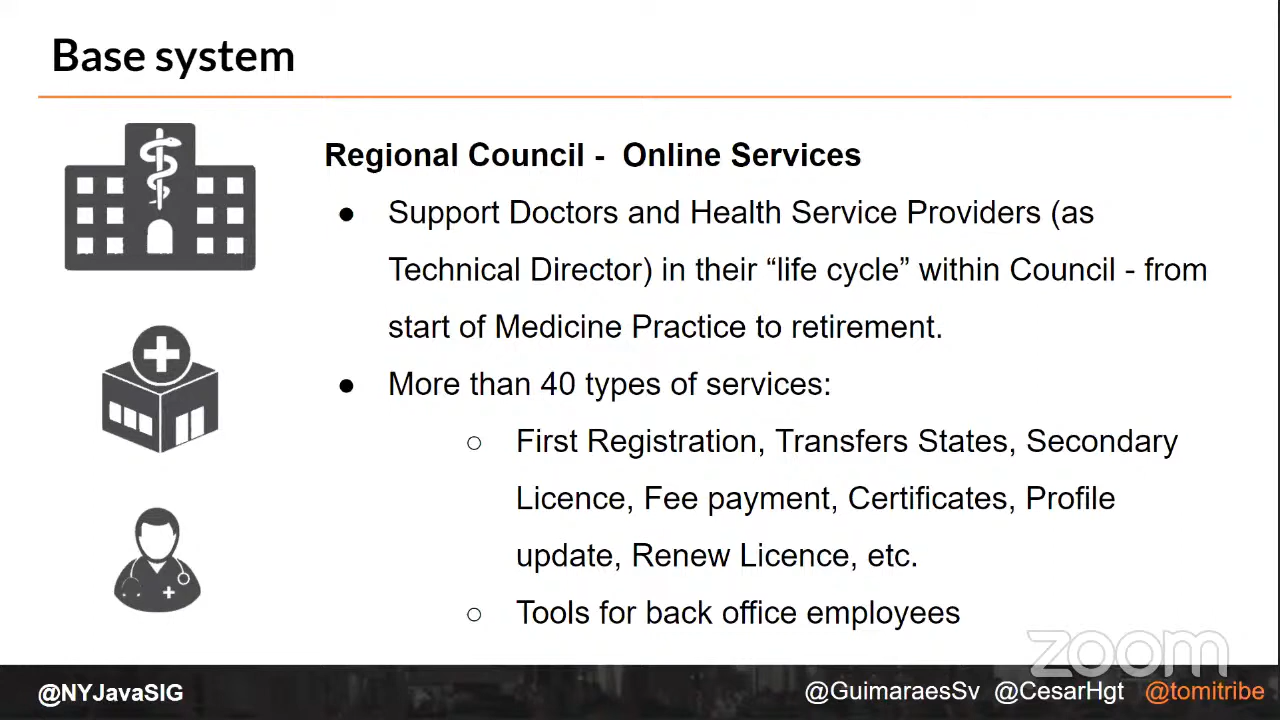 Base system
Regional Council -  Online Services
● Support Doctors and Health Service Providers (as
Technical Director) in their “life cycle” within Council - from
start of Medicine Practice to retirement.
● More than 40 types of services:
○ First Registration, Transfers States, Secondary
Licence, Fee payment, Certificates, Profile
update, Renew Licence, etc.
○ Tools for back office employees
zoom
@NYJavaSIG
@GuimaraesSv @CesarHgt @tomitribe